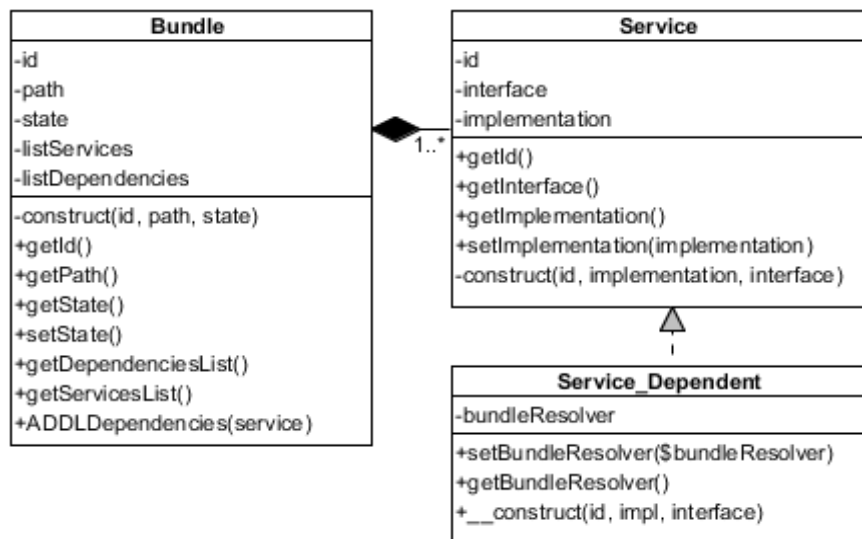 Bundle
-id
-path
-state
-listServices
-listDependencies
-construct(id, path, state)
+getId()
+getPath()
+getState()
+setState()
+getDependenciesList()
+getServicesList()
+ADDLDependencies(service)
1..*
Service
-id
-interface
-implementation
+getId()
+getInterface()
+getImplementation()
+setImplementation(implementation)
-construct(id, implementation, interface)
Service_Dependent
-bundleResolver
+setBundleResolver($bundleResolver)
+getBundleResolver()
+__construct(id, impl, interface)